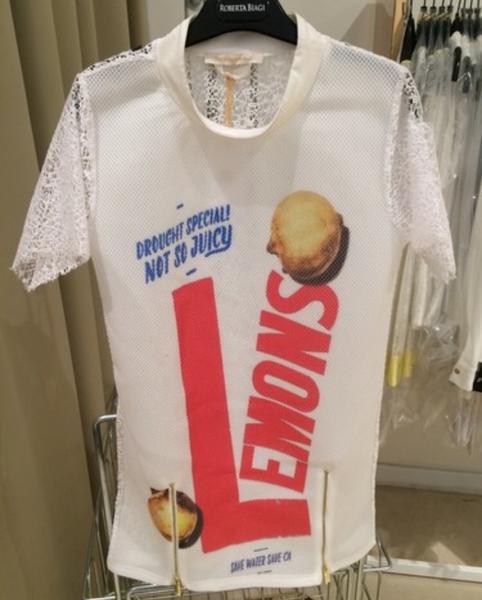 ROBERTA BIAGI
DROUGHT SPECIAL!
NOT SO JUICY
LEMONS
SAVE WATER SAVE CA